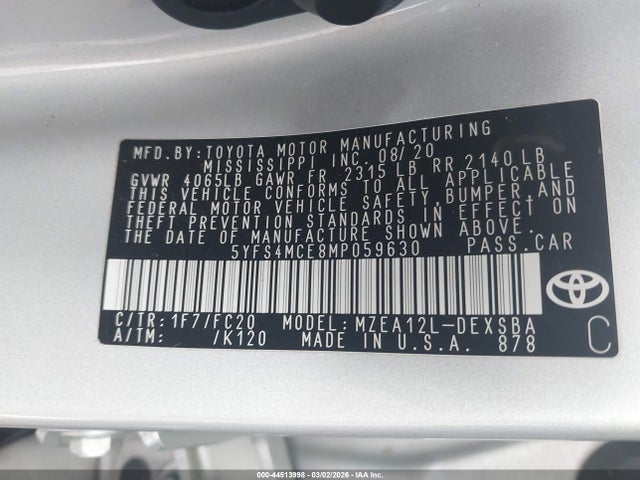 MFD.BY:TOYOTA MOTOR MANUFACTURING
MISSISSIPPI INC. 08/20
GVWR 4065LB GAWR FR 2315 LB RR 2140 LB
THIS VEHICLE CONFORMS TO ALL APPLICABLE
FEDERAL MOTOR VEHICLE SAFETY,BUMPER,AND
THEFT PREVENTION STANDARDS IN EFFECT ON
THE DATE OF MANUFACTURE SHOWN ABOVE.
5YFS4MCE8MP059630 PASS.CAR
C/TR:1F7/FC20 MODEL:MZEA12L-DEXSBA
A/TM: /K120 MADE IN U.S.A. 878
C
000-44513998 - 03/02/2026 - IAA Inc.